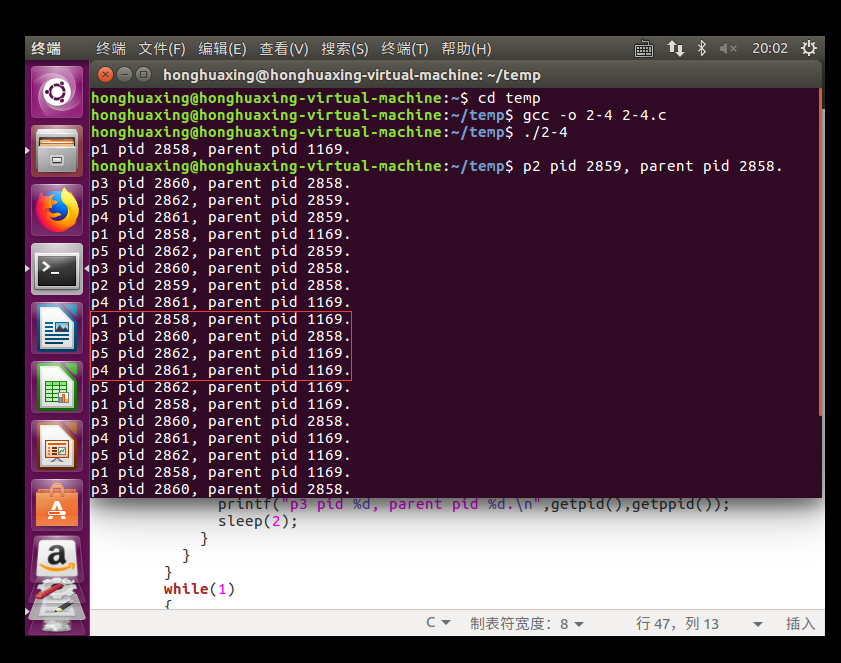 终端 终端 文件(F) 编辑(E) 查看(V) 搜索(S) 终端(T) 帮助(H) 20:02
honghuaxing@honghuaxing-virtual-machine: ~/temp
honghuaxing@honghuaxing-virtual-machine:~$ cd temp
honghuaxing@honghuaxing-virtual-machine:~/temp$ gcc -o 2-4 2-4.c
honghuaxing@honghuaxing-virtual-machine:~/temp$ ./2-4
p1 pid 2858, parent pid 1169.
honghuaxing@honghuaxing-virtual-machine:~/temp$ p2 pid 2859, parent pid 2858.
p3 pid 2860, parent pid 2858.
p5 pid 2862, parent pid 2859.
p4 pid 2861, parent pid 2859.
p1 pid 2858, parent pid 1169.
p5 pid 2862, parent pid 2859.
p3 pid 2860, parent pid 2858.
p2 pid 2859, parent pid 2858.
p4 pid 2861, parent pid 1169.
p1 pid 2858, parent pid 1169.
p3 pid 2860, parent pid 2858.
p5 pid 2862, parent pid 1169.
p4 pid 2861, parent pid 1169.
p5 pid 2862, parent pid 1169.
p1 pid 2858, parent pid 1169.
p3 pid 2860, parent pid 2858.
p4 pid 2861, parent pid 1169.
p5 pid 2862, parent pid 1169.
p1 pid 2858, parent pid 1169.
p3 pid 2860, parent pid 2858.
printf("p3 pid %d, parent pid %d.\n",getpid(),getppid());
sleep(2);
}
}
}
while(1)
{
C 制表符宽度: 8 行 47, 列 13 插入